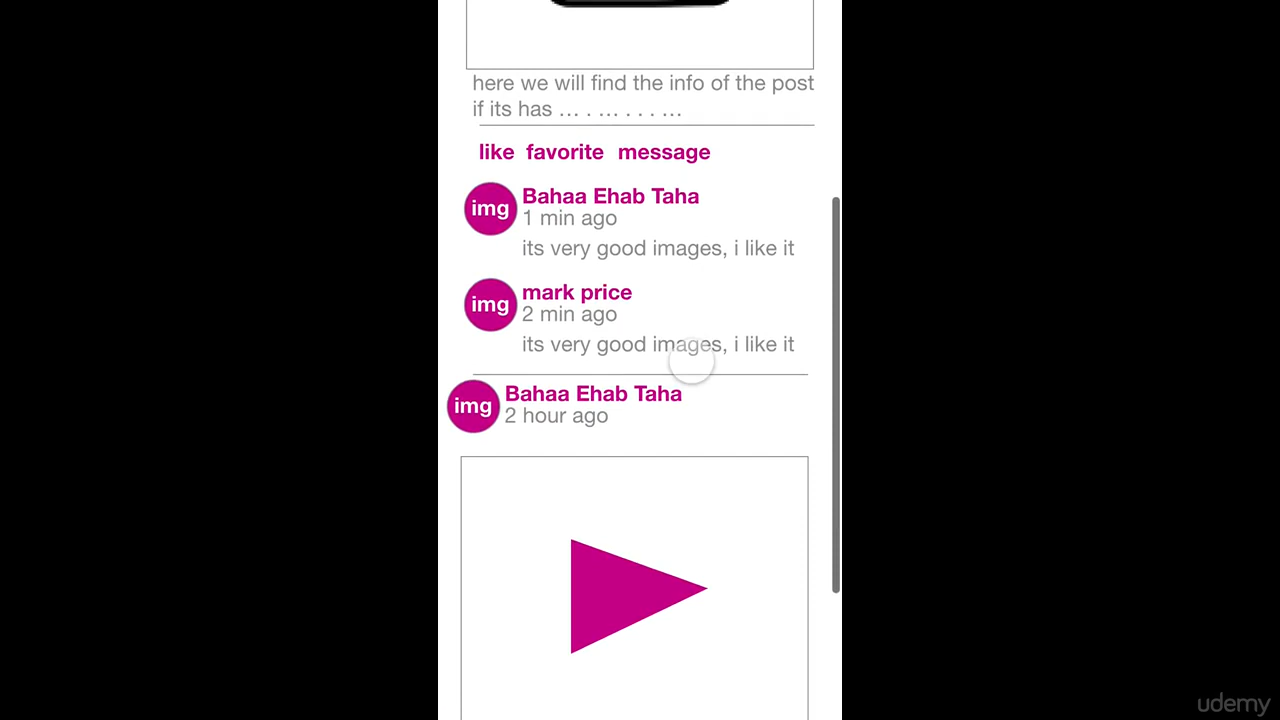 here we will find the info of the post
if its has ... . ... . . . ...
like favorite message
img
Bahaa Ehab Taha
1 min ago
its very good images, i like it
img
mark price
2 min ago
its very good images, i like it
img
Bahaa Ehab Taha
2 hour ago
udemy